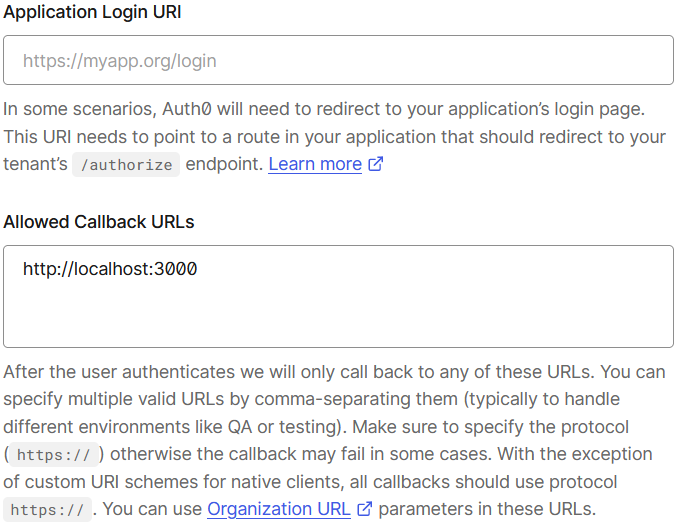 Application Login URI
https://myapp.org/login
In some scenarios, Auth0 will need to redirect to your application's login page.
This URI needs to point to a route in your application that should redirect to your
tenant's /authorize endpoint. Learn more
Allowed Callback URLs
http://localhost:3000
After the user authenticates we will only call back to any of these URLs. You can
specify multiple valid URLs by comma-separating them (typically to handle
different environments like QA or testing). Make sure to specify the protocol
( https:// ) otherwise the callback may fail in some cases. With the exception
of custom URI schemes for native clients, all callbacks should use protocol
https:// . You can use Organization URL parameters in these URLs.